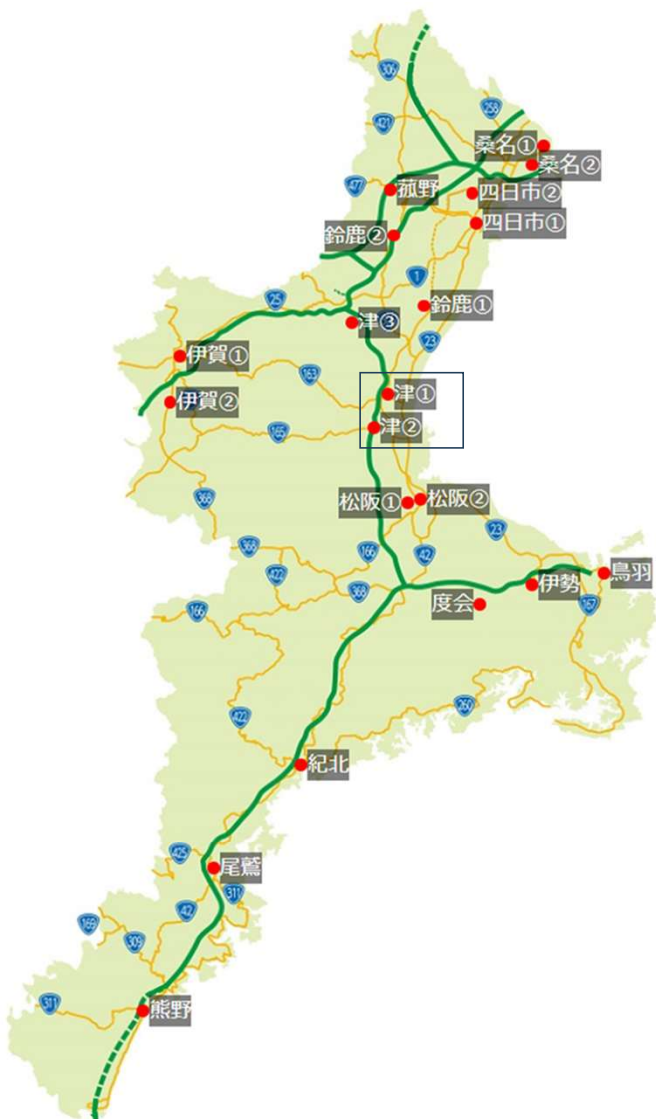 306
421
258
桑名①
桑名②
477
菰野
四日市②
四日市①
鈴鹿②
1
25
鈴鹿①
津③
23
伊賀①
163
津①
伊賀②
津②
165
368
松阪①
松阪②
23
368
166
42
422
368
鳥羽
伊勢
度会
167
166
422
260
紀北
425
尾鷲
311
42
169
309
311
熊野